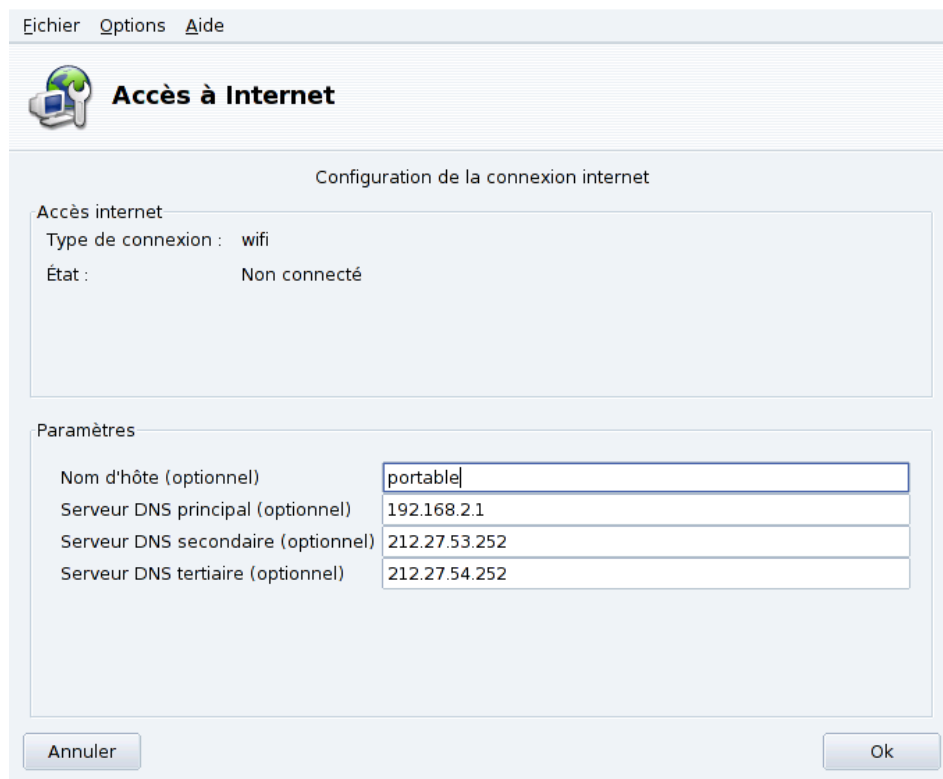 Fichier Options Aide
Accès à Internet
Configuration de la connexion internet
Accès internet
Type de connexion : wifi
État : Non connecté
Paramètres
Nom d'hôte (optionnel) portable
Serveur DNS principal (optionnel) 192.168.2.1
Serveur DNS secondaire (optionnel) 212.27.53.252
Serveur DNS tertiaire (optionnel) 212.27.54.252
Annuler Ok